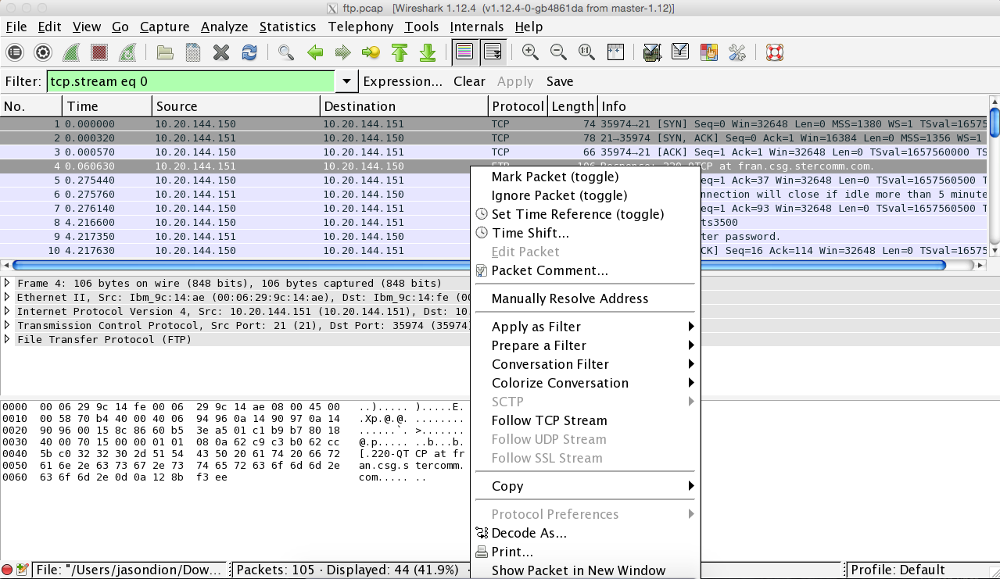 ftp.pcap [Wireshark 1.12.4 (v1.12.4-0-gb4861da from master-1.12)]
File Edit View Go Capture Analyze Statistics Telephony Tools Internals Help
Filter: tcp.stream eq 0 Expression... Clear Apply Save
No. Time Source Destination Protocol Length Info
1 0.000000 10.20.144.150 10.20.144.151 TCP 74 35974→21 [SYN] Seq=0 Win=32648 Len=0 MSS=1380 WS=1 TSval=16575
2 0.000320 10.20.144.151 10.20.144.150 TCP 78 21→35974 [SYN, ACK] Seq=0 Ack=1 Win=16384 Len=0 MSS=1356 WS=1
3 0.000570 10.20.144.150 10.20.144.151 TCP 66 35974→21 [ACK] Seq=1 Ack=1 Win=32648 Len=0 TSval=1657560000 TS
4 0.060630 10.20.144.151 10.20.144.150 FTP 106 Response: 220-QTCP at fran.csg.stercomm.com.
5 0.275440 10.20.144.150 10.20.144.151 eq=1 Ack=37 Win=32648 Len=0 TSval=1657560500 T
6 0.275760 10.20.144.151 10.20.144.150 nnection will close if idle more than 5 minute
7 0.276140 10.20.144.150 10.20.144.151 eq=1 Ack=93 Win=32648 Len=0 TSval=1657560500 T
8 4.216600 10.20.144.150 10.20.144.151 ts3500
9 4.217350 10.20.144.151 10.20.144.150 ter password.
10 4.217630 10.20.144.150 10.20.144.151 CK] Seq=16 Ack=114 Win=32648 Len=0 TSval=16575
Mark Packet (toggle)
Ignore Packet (toggle)
Set Time Reference (toggle)
Time Shift...
Edit Packet
Packet Comment...
Manually Resolve Address
Apply as Filter
Prepare a Filter
Conversation Filter
Colorize Conversation
SCTP
Follow TCP Stream
Follow UDP Stream
Follow SSL Stream
Copy
Protocol Preferences
Decode As...
Print...
Show Packet in New Window
Frame 4: 106 bytes on wire (848 bits), 106 bytes captured (848 bits)
Ethernet II, Src: Ibm_9c:14:ae (00:06:29:9c:14:ae), Dst: Ibm_9c:14:fe (00
Internet Protocol Version 4, Src: 10.20.144.151 (10.20.144.151), Dst: 10.
Transmission Control Protocol, Src Port: 21 (21), Dst Port: 35974 (35974)
File Transfer Protocol (FTP)
0000 00 06 29 9c 14 fe 00 06 29 9c 14 ae 08 00 45 00 ..)..... ).....E.
0010 00 58 70 b4 40 00 40 06 94 96 0a 14 90 97 0a 14 .Xp.@.@. ........
0020 90 96 00 15 8c 86 60 b5 3e a5 01 c1 b9 b7 80 18 ......`. >.......
0030 40 00 70 15 00 00 01 01 08 0a 62 c9 c3 b0 62 cc @.p..... ..b...b.
0040 5b c0 32 32 30 2d 51 54 43 50 20 61 74 20 66 72 [.220-QT CP at fr
0050 61 6e 2e 63 73 67 2e 73 74 65 72 63 6f 6d 6d 2e an.csg.s tercomm.
0060 63 6f 6d 2e 0d 0a 12 8b f3 ee com..... ..
File: "/Users/jasondion/Dow... Packets: 105 · Displayed: 44 (41.9%) · Profile: Default